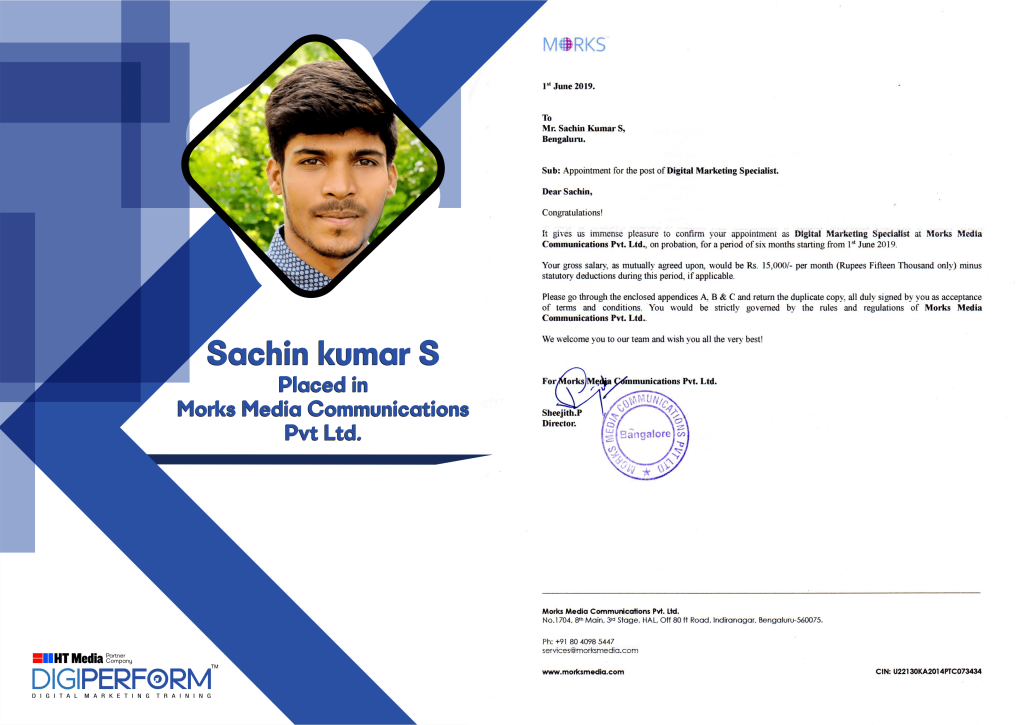 Sachin kumar S
Placed in
Morks Media Communications
Pvt Ltd.
HT Media Partner Company
DIGIPERFORM™
DIGITAL MARKETING TRAINING
MORKS
1st June 2019.
To
Mr. Sachin Kumar S,
Bengaluru.
Sub: Appointment for the post of Digital Marketing Specialist.
Dear Sachin,
Congratulations!
It gives us immense pleasure to confirm your appointment as Digital Marketing Specialist at Morks Media
Communications Pvt. Ltd., on probation, for a period of six months starting from 1st June 2019.
Your gross salary, as mutually agreed upon, would be Rs. 15,000/- per month (Rupees Fifteen Thousand only) minus
statutory deductions during this period, if applicable.
Please go through the enclosed appendices A, B & C and return the duplicate copy, all duly signed by you as acceptance
of terms and conditions. You would be strictly governed by the rules and regulations of Morks Media
Communications Pvt. Ltd..
We welcome you to our team and wish you all the very best!
For Morks Media Communications Pvt. Ltd.
Sheejith.P
Director.
MORKS MEDIA COMMUNICATIONS PVT LTD
Bangalore
Morks Media Communications Pvt. Ltd.
No.1704, 8th Main, 3rd Stage, HAL, Off 80 ft Road, Indiranagar, Bengaluru-560075.
Ph: +91 80 4098 5447
services@morksmedia.com
www.morksmedia.com
CIN: U22130KA2014PTC073434